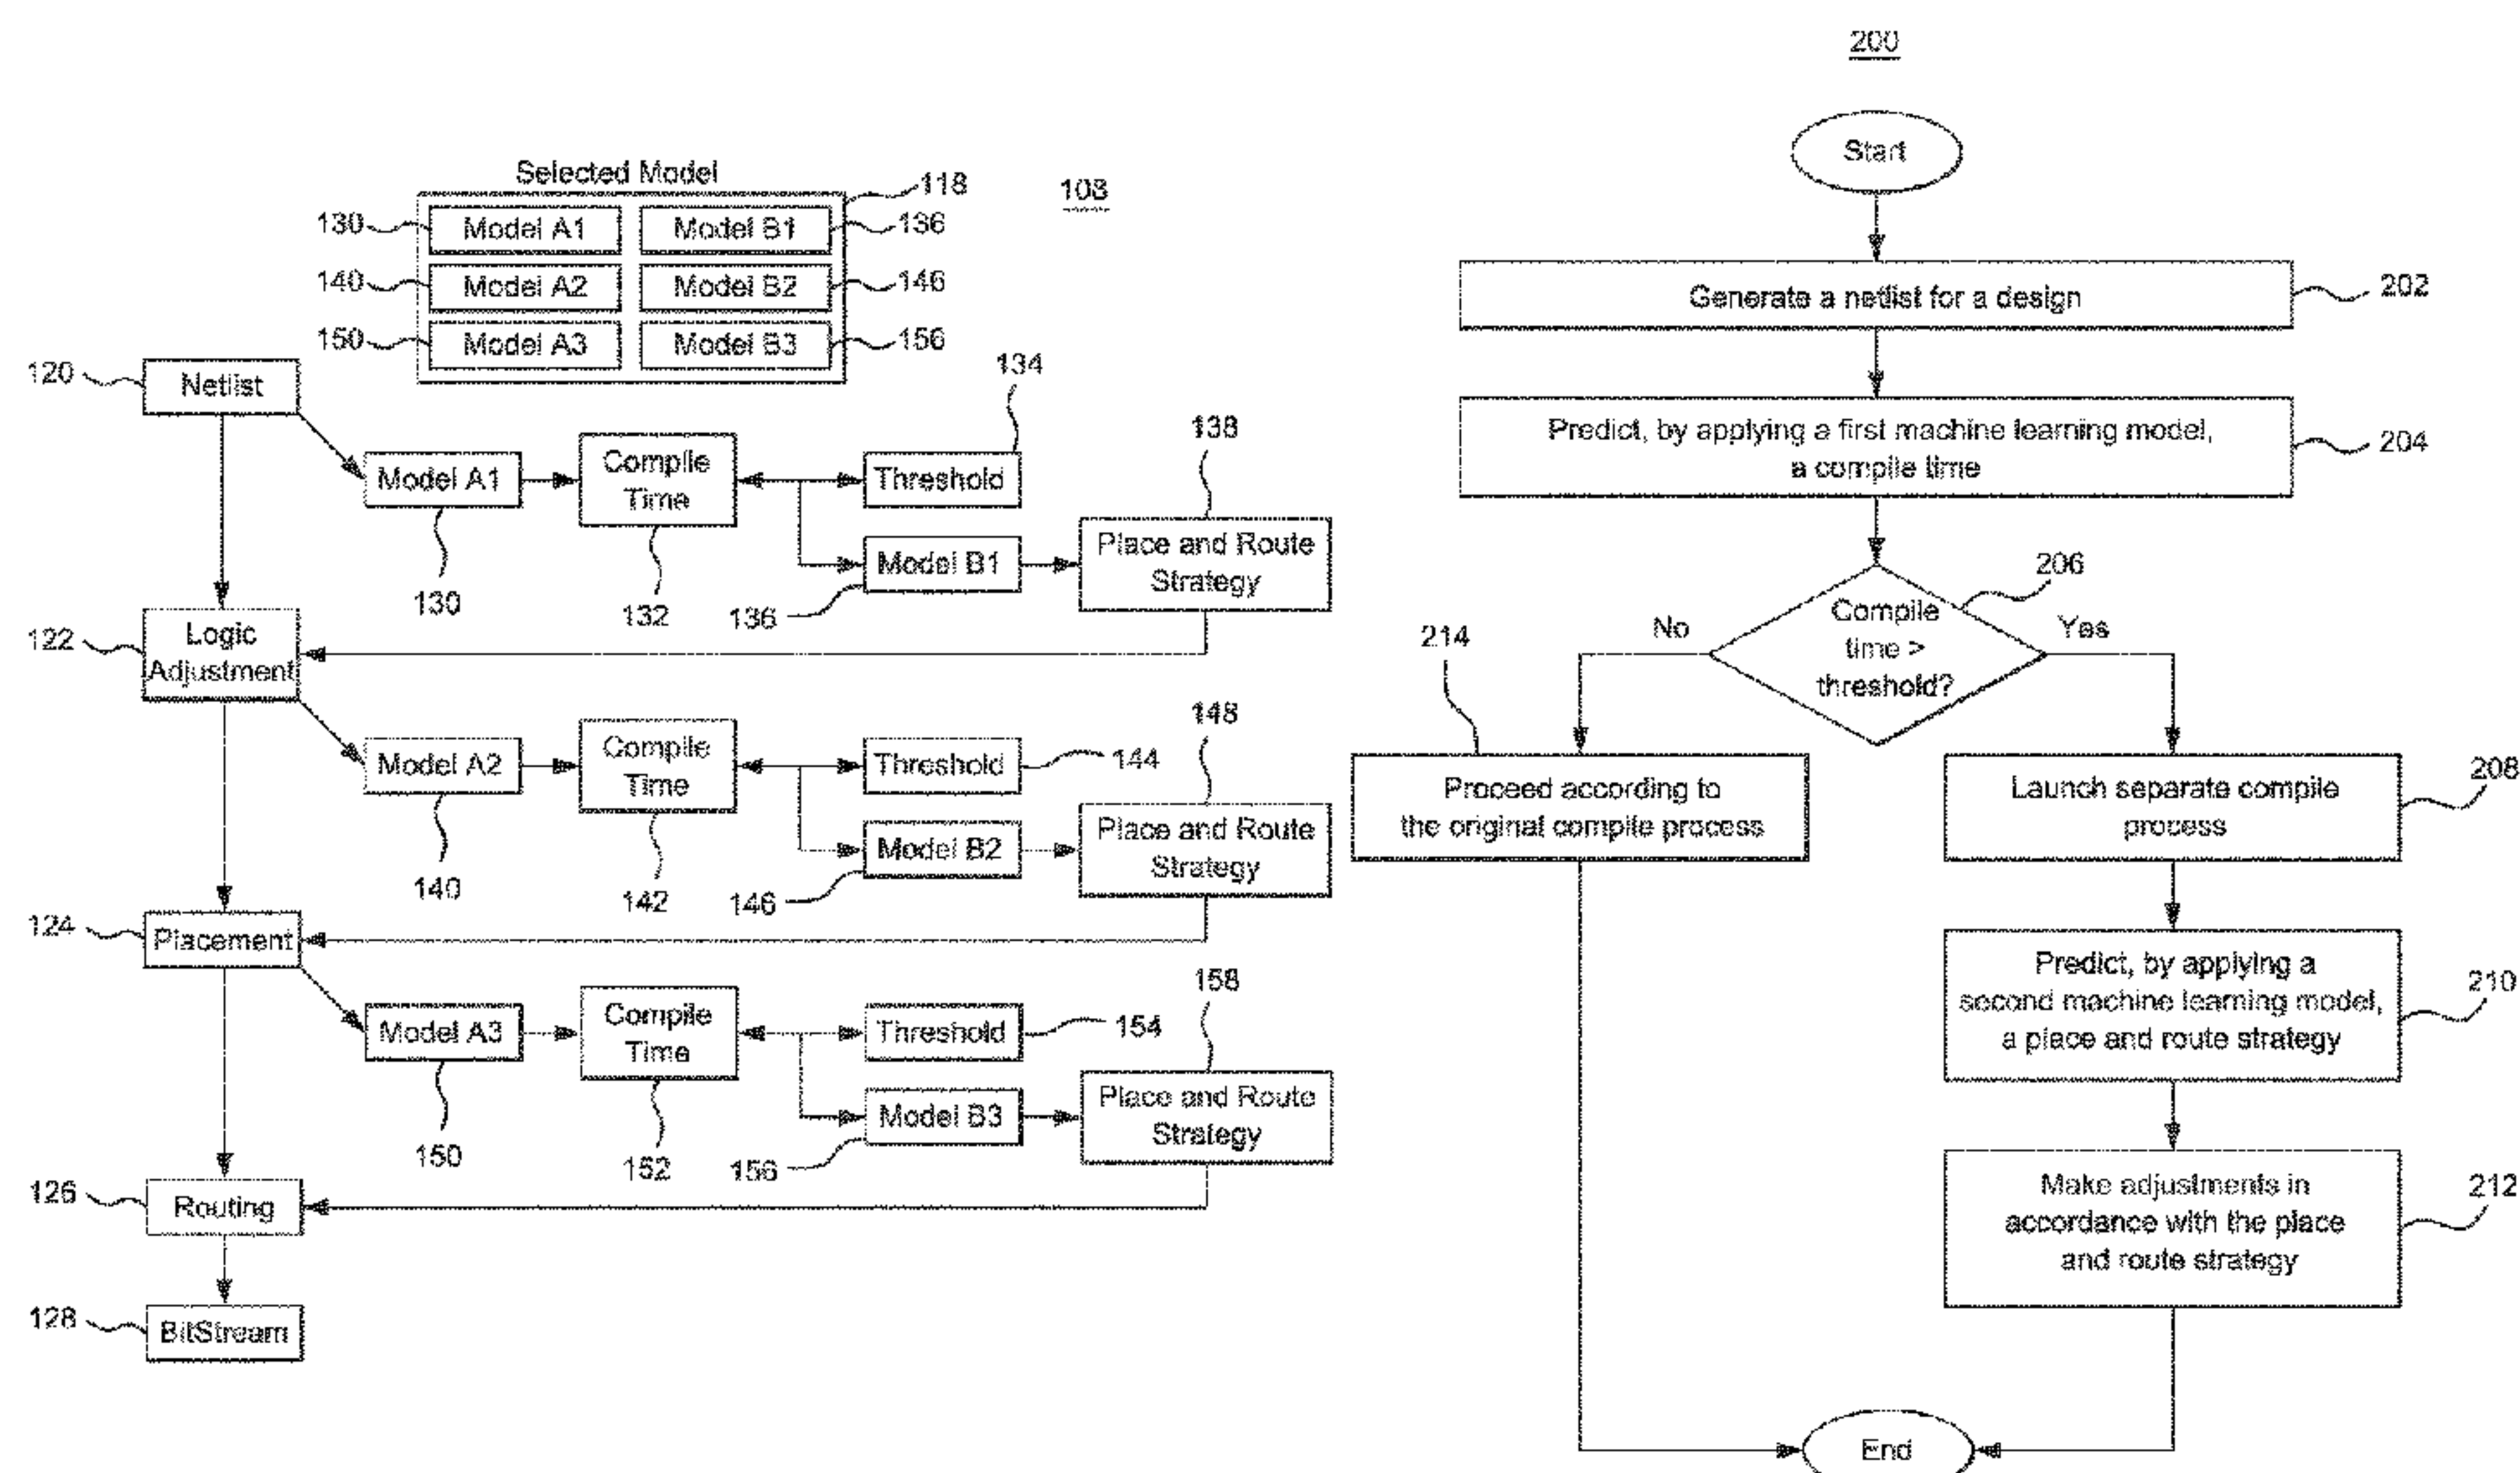 Selected Model
118
108
130
Model A1
Model B1
136
140
Model A2
Model B2
146
150
Model A3
Model B3
156
120
Netlist
134
138
Model A1
Compile
Time
Threshold
130
132
136
Model B1
Place and Route
Strategy
122
Logic
Adjustment
148
Model A2
Compile
Time
Threshold
144
140
142
146
Model B2
Place and Route
Strategy
124
Placement
158
Model A3
Compile
Time
Threshold
154
150
152
156
Model B3
Place and Route
Strategy
126
Routing
128
BitStream
200
Start
Generate a netlist for a design
202
Predict, by applying a first machine learning model,
a compile time
204
206
Compile
time >
threshold?
No
Yes
214
Proceed according to
the original compile process
Launch separate compile
process
208
Predict, by applying a
second machine learning model,
a place and route strategy
210
Make adjustments in
accordance with the place
and route strategy
212
End